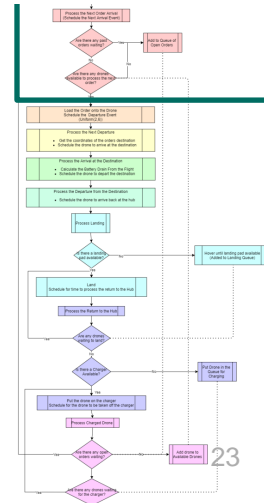 Process the Next Order Arrival
(Schedule the Next Arrival Event)
Are there any past
orders waiting?
Yes
Add to Queue of
Open Orders
No
Are there any drones
available to process the next
order?
No
Yes
Load the Order onto the Drone
Schedule the Departure Event
(Uniform(2,6))
Process the Next Departure
• Get the coordinates of the orders destination
• Schedule the drone to arrive at the destination
Process the Arrival at the Destination
• Calculate the Battery Drain From the Flight
• Schedule the drone to depart the destination
Process the Departure from the Destination
• Schedule the drone to arrive back at the hub
Process Landing
Is there a landing
pad available?
No
Hover until landing pad available
(Added to Landing Queue)
Yes
Land
Schedule for time to process the return to the Hub
Process the Return to the Hub
Yes
Are any drones
waiting to land?
No
Is there a Charger
Available?
No
Put Drone in the
Queue for
Charging
Yes
Put the drone on the charger
Schedule for the drone to be taken off the charger
Process Charged Drone
Yes
Are there any open
orders waiting?
No
Add drone to
Available Drones
23
Yes
Are there any drones waiting
for the charger?